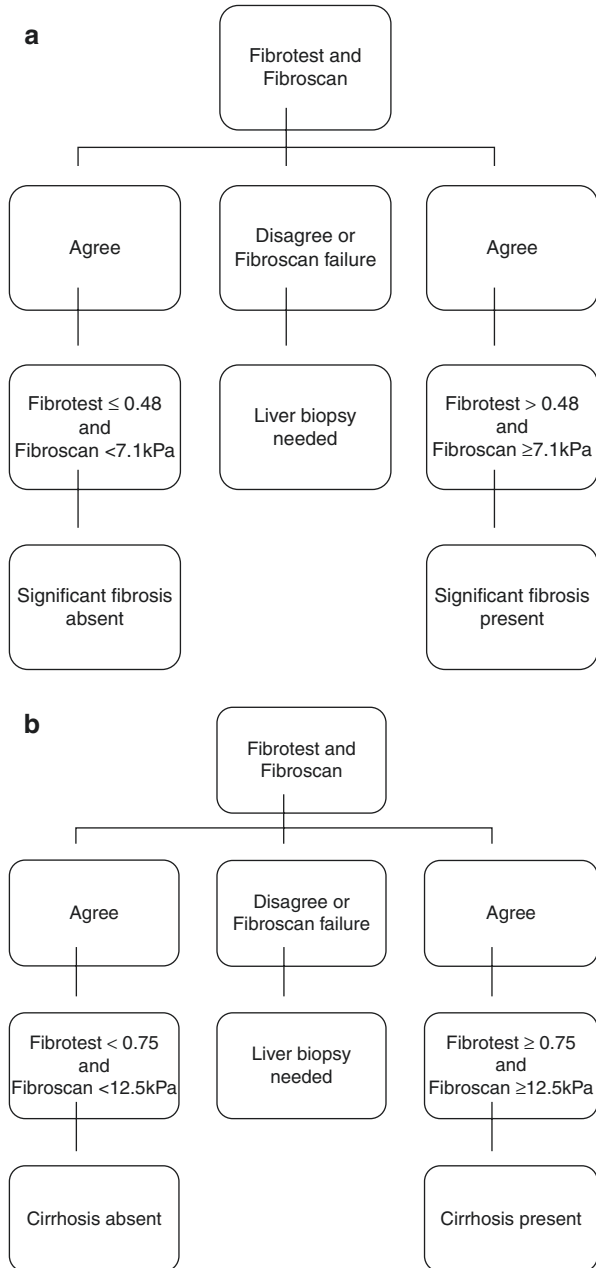 a
Fibrotest and
Fibroscan
Agree
Disagree or
Fibroscan failure
Agree
Fibrotest ≤ 0.48
and
Fibroscan <7.1kPa
Liver biopsy
needed
Fibrotest > 0.48
and
Fibroscan ≥7.1kPa
Significant fibrosis
absent
Significant fibrosis
present
b
Fibrotest and
Fibroscan
Agree
Disagree or
Fibroscan failure
Agree
Fibrotest < 0.75
and
Fibroscan <12.5kPa
Liver biopsy
needed
Fibrotest ≥ 0.75
and
Fibroscan ≥12.5kPa
Cirrhosis absent
Cirrhosis present